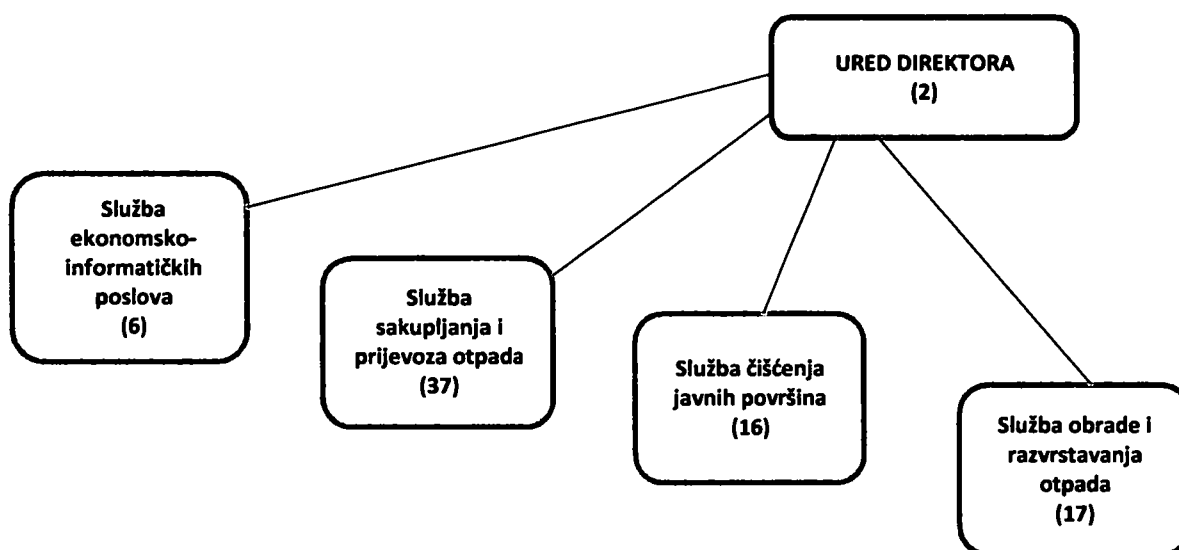 URED DIREKTORA
(2)
Služba
ekonomsko-
informatičkih
poslova
(6)
Služba
sakupljanja i
prijevoza otpada
(37)
Služba čišćenja
javnih površina
(16)
Služba obrade i
razvrstavanja
otpada
(17)